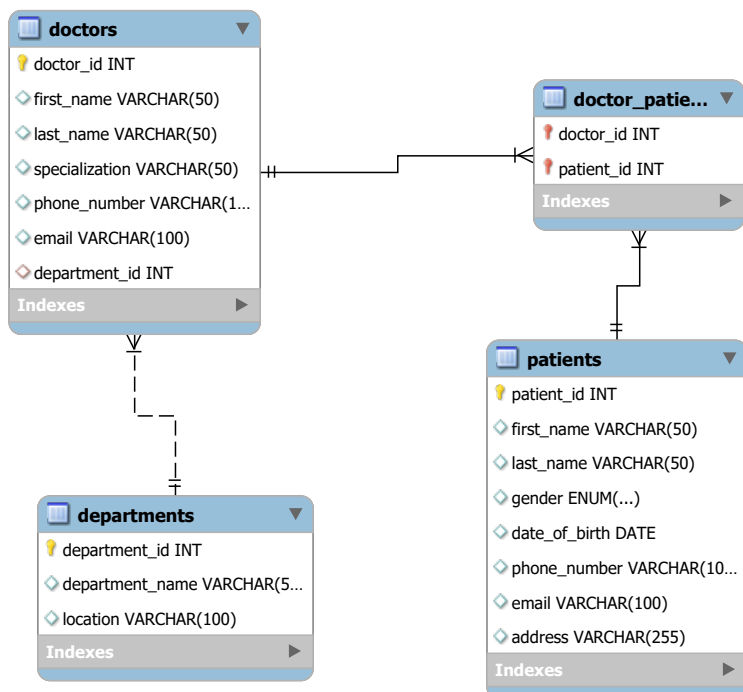 doctors
doctor_id INT
first_name VARCHAR(50)
last_name VARCHAR(50)
specialization VARCHAR(50)
phone_number VARCHAR(1...
email VARCHAR(100)
department_id INT
Indexes
doctor_patie...
doctor_id INT
patient_id INT
Indexes
departments
department_id INT
department_name VARCHAR(5...
location VARCHAR(100)
Indexes
patients
patient_id INT
first_name VARCHAR(50)
last_name VARCHAR(50)
gender ENUM(...)
date_of_birth DATE
phone_number VARCHAR(10...
email VARCHAR(100)
address VARCHAR(255)
Indexes